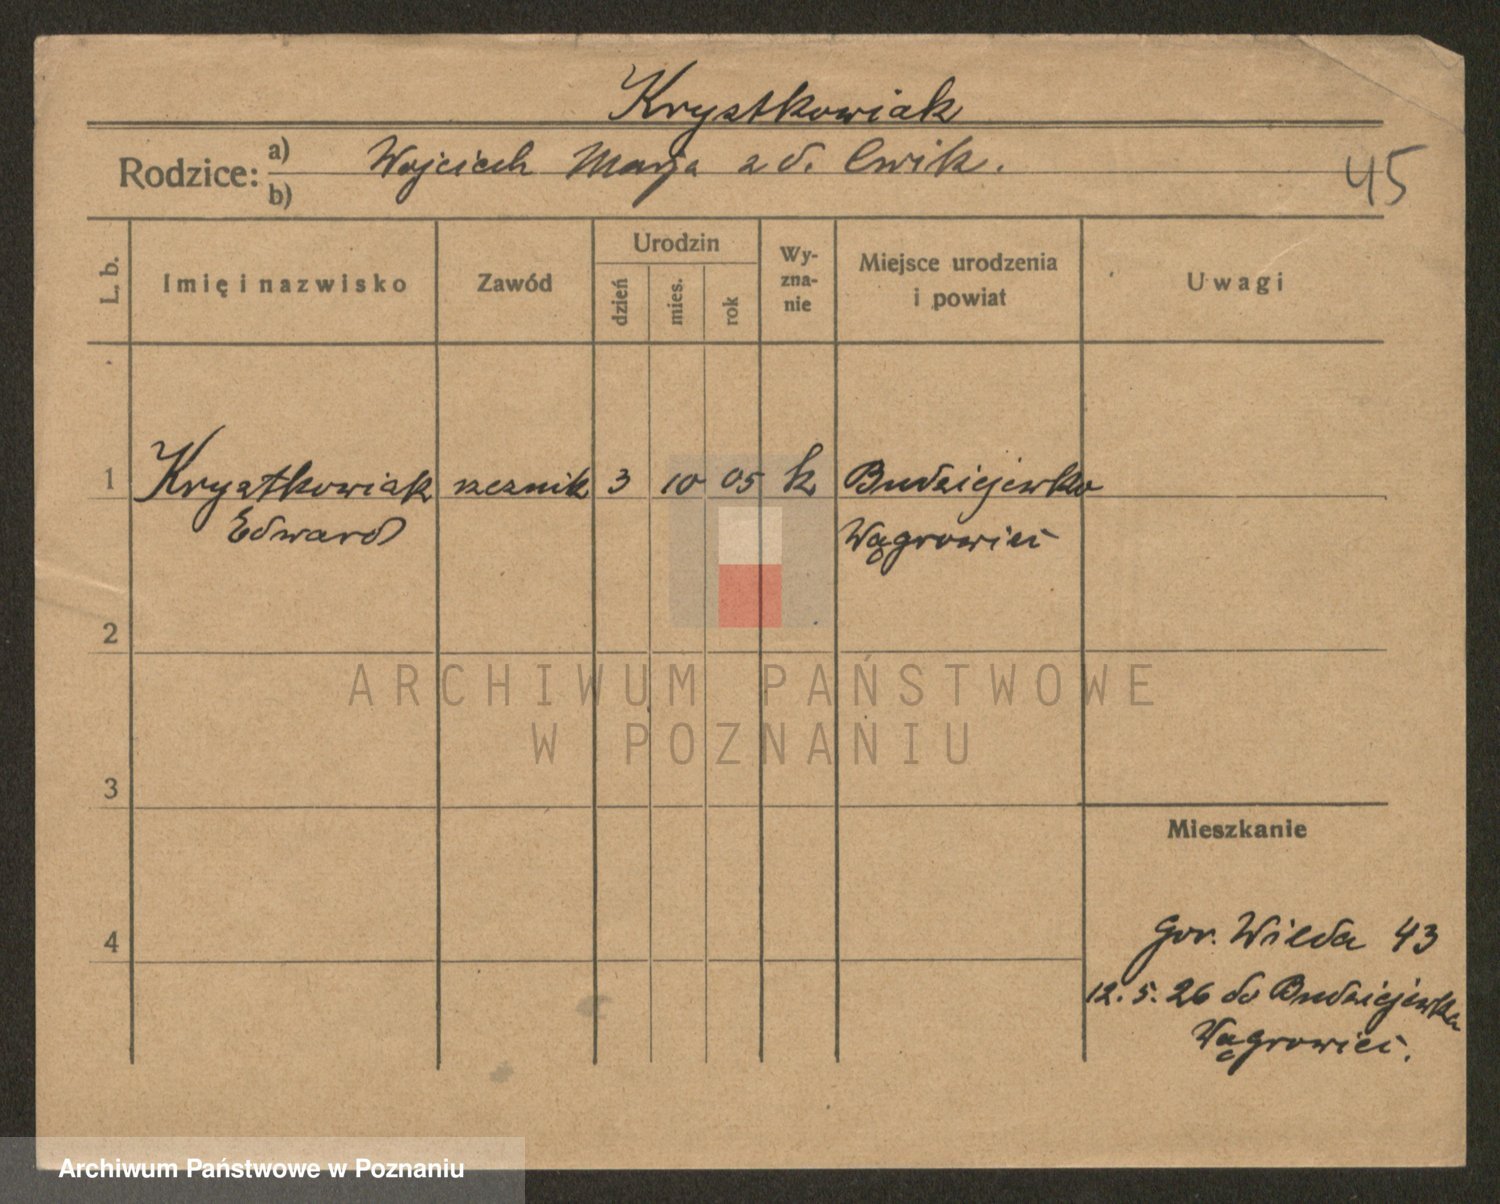 Krystkowiak
Rodzice: a) b) Wojciech Marja z d. Cwik.
45
L. b. Imię i nazwisko Zawód Urodzin dzień mies. rok Wy-zna-nie Miejsce urodzenia i powiat Uwagi
1 Krystkowiak rzeznik 3 10 05 k Budziejewko
Edward Wągrowiec
2
ARCHIWUM PAŃSTWOWE
W POZNANIU
3
Mieszkanie
4 Gor. Wilda 43
12.5.26 do Budziejewka
Wągrowiec.
Archiwum Państwowe w Poznaniu